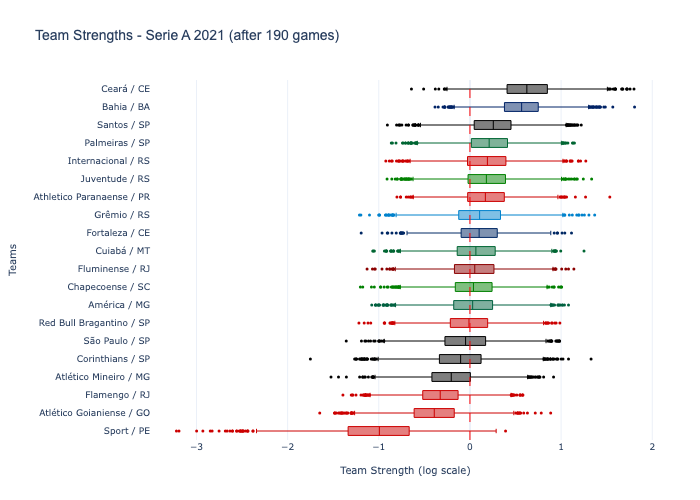 Team Strengths - Serie A 2021 (after 190 games)
Ceará / CE
Bahia / BA
Santos / SP
Palmeiras / SP
Internacional / RS
Juventude / RS
Athletico Paranaense / PR
Grêmio / RS
Fortaleza / CE
Cuiabá / MT
Fluminense / RJ
Chapecoense / SC
América / MG
Red Bull Bragantino / SP
São Paulo / SP
Corinthians / SP
Atlético Mineiro / MG
Flamengo / RJ
Atlético Goianiense / GO
Sport / PE
Teams
−3 −2 −1 0 1 2
Team Strength (log scale)